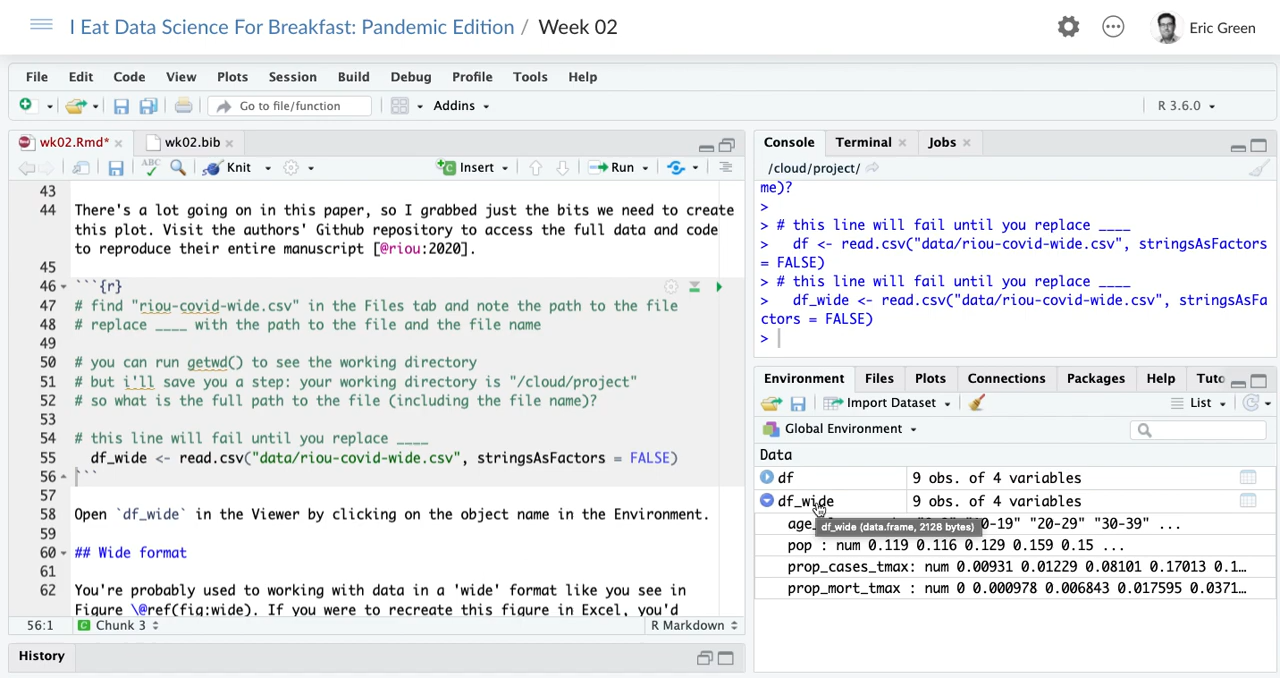 I Eat Data Science For Breakfast: Pandemic Edition / Week 02
Eric Green
File Edit Code View Plots Session Build Debug Profile Tools Help
Go to file/function Addins R 3.6.0
wk02.Rmd* wk02.bib
ABC Knit Insert Run
43
44 There's a lot going on in this paper, so I grabbed just the bits we need to create
this plot. Visit the authors' Github repository to access the full data and code
to reproduce their entire manuscript [@riou:2020].
45
46 ```{r}
47 # find "riou-covid-wide.csv" in the Files tab and note the path to the file
48 # replace ____ with the path to the file and the file name
49
50 # you can run getwd() to see the working directory
51 # but i'll save you a step: your working directory is "/cloud/project"
52 # so what is the full path to the file (including the file name)?
53
54 # this line will fail until you replace ____
55 df_wide <- read.csv("data/riou-covid-wide.csv", stringsAsFactors = FALSE)
56 ```
57
58 Open `df_wide` in the Viewer by clicking on the object name in the Environment.
59
60 ## Wide format
61
62 You're probably used to working with data in a 'wide' format like you see in
Figure \@ref(fig:wide). If you were to recreate this figure in Excel, you'd
56:1 Chunk 3 R Markdown
History
Console Terminal Jobs
/cloud/project/
me)?
>
> # this line will fail until you replace ____
> df <- read.csv("data/riou-covid-wide.csv", stringsAsFactors
= FALSE)
> # this line will fail until you replace ____
> df_wide <- read.csv("data/riou-covid-wide.csv", stringsAsFa
ctors = FALSE)
>
Environment Files Plots Connections Packages Help Tuto
Import Dataset List
Global Environment
Data
df 9 obs. of 4 variables
df_wide 9 obs. of 4 variables
"20-29" "30-39" ...
df_wide (data.frame, 2128 bytes)
pop : num 0.119 0.116 0.129 0.159 0.15 ...
prop_cases_tmax: num 0.00931 0.01229 0.08101 0.17013 0.1...
prop_mort_tmax : num 0 0.000978 0.006843 0.017595 0.0371...